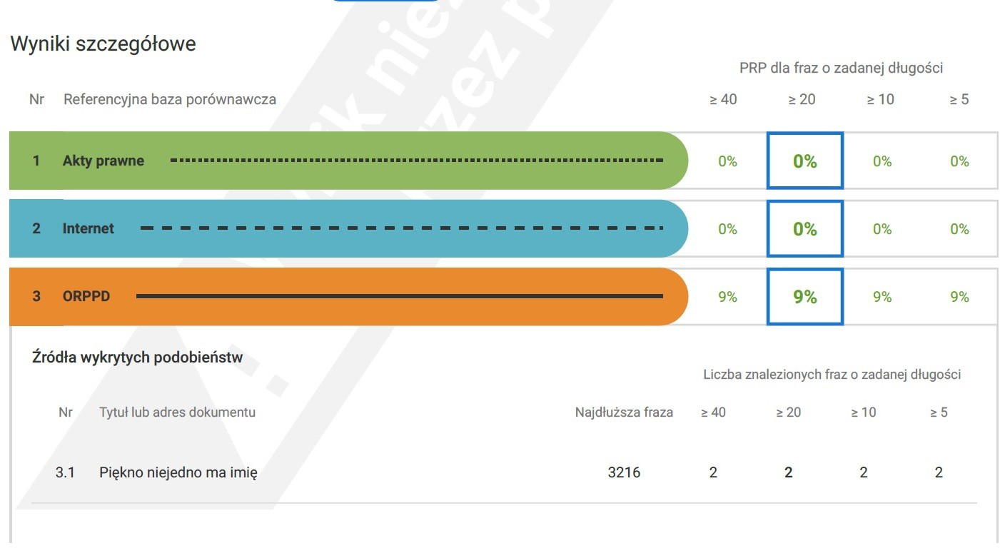 Wyniki szczegółowe
PRP dla fraz o zadanej długości
Nr Referencyjna baza porównawcza ≥ 40 ≥ 20 ≥ 10 ≥ 5
1 Akty prawne 0% 0% 0% 0%
2 Internet 0% 0% 0% 0%
3 ORPPD 9% 9% 9% 9%
Źródła wykrytych podobieństw
Liczba znalezionych fraz o zadanej długości
Nr Tytuł lub adres dokumentu Najdłuższa fraza ≥ 40 ≥ 20 ≥ 10 ≥ 5
3.1 Piękno niejedno ma imię 3216 2 2 2 2